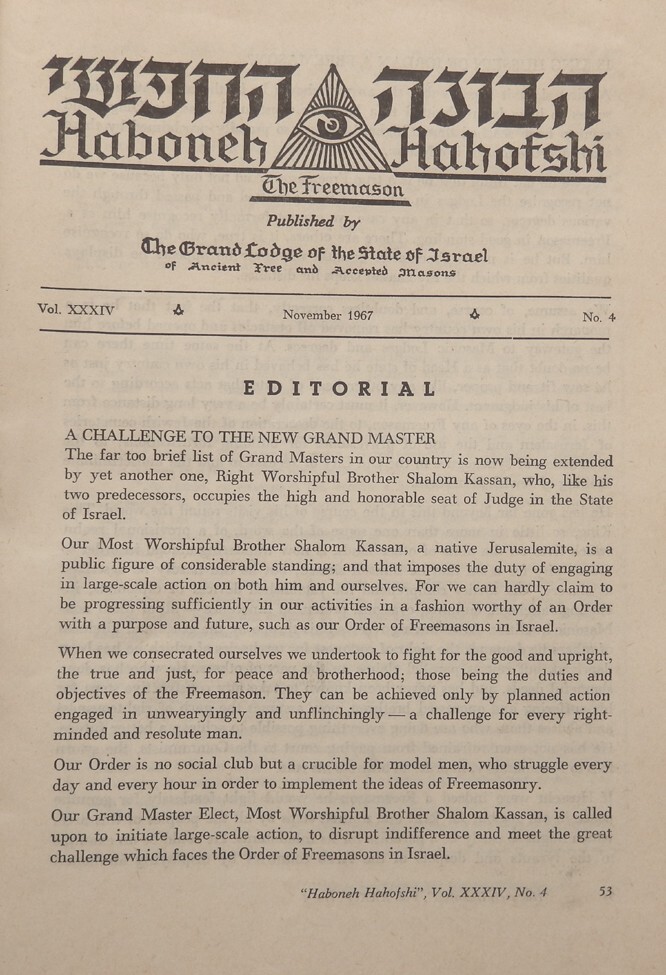 הבונה החפשי
Haboneh Hahofshi
The Freemason
Published by
The Grand Lodge of the State of Israel
of Ancient Free and Accepted Masons
Vol. XXXIV November 1967 No. 4
EDITORIAL
A CHALLENGE TO THE NEW GRAND MASTER
The far too brief list of Grand Masters in our country is now being extended
by yet another one, Right Worshipful Brother Shalom Kassan, who, like his
two predecessors, occupies the high and honorable seat of Judge in the State
of Israel.
Our Most Worshipful Brother Shalom Kassan, a native Jerusalemite, is a
public figure of considerable standing; and that imposes the duty of engaging
in large-scale action on both him and ourselves. For we can hardly claim to
be progressing sufficiently in our activities in a fashion worthy of an Order
with a purpose and future, such as our Order of Freemasons in Israel.
When we consecrated ourselves we undertook to fight for the good and upright,
the true and just, for peace and brotherhood; those being the duties and
objectives of the Freemason. They can be achieved only by planned action
engaged in unwearyingly and unflinchingly — a challenge for every right-
minded and resolute man.
Our Order is no social club but a crucible for model men, who struggle every
day and every hour in order to implement the ideas of Freemasonry.
Our Grand Master Elect, Most Worshipful Brother Shalom Kassan, is called
upon to initiate large-scale action, to disrupt indifference and meet the great
challenge which faces the Order of Freemasons in Israel.
"Haboneh Hahofshi", Vol. XXXIV, No. 4 53